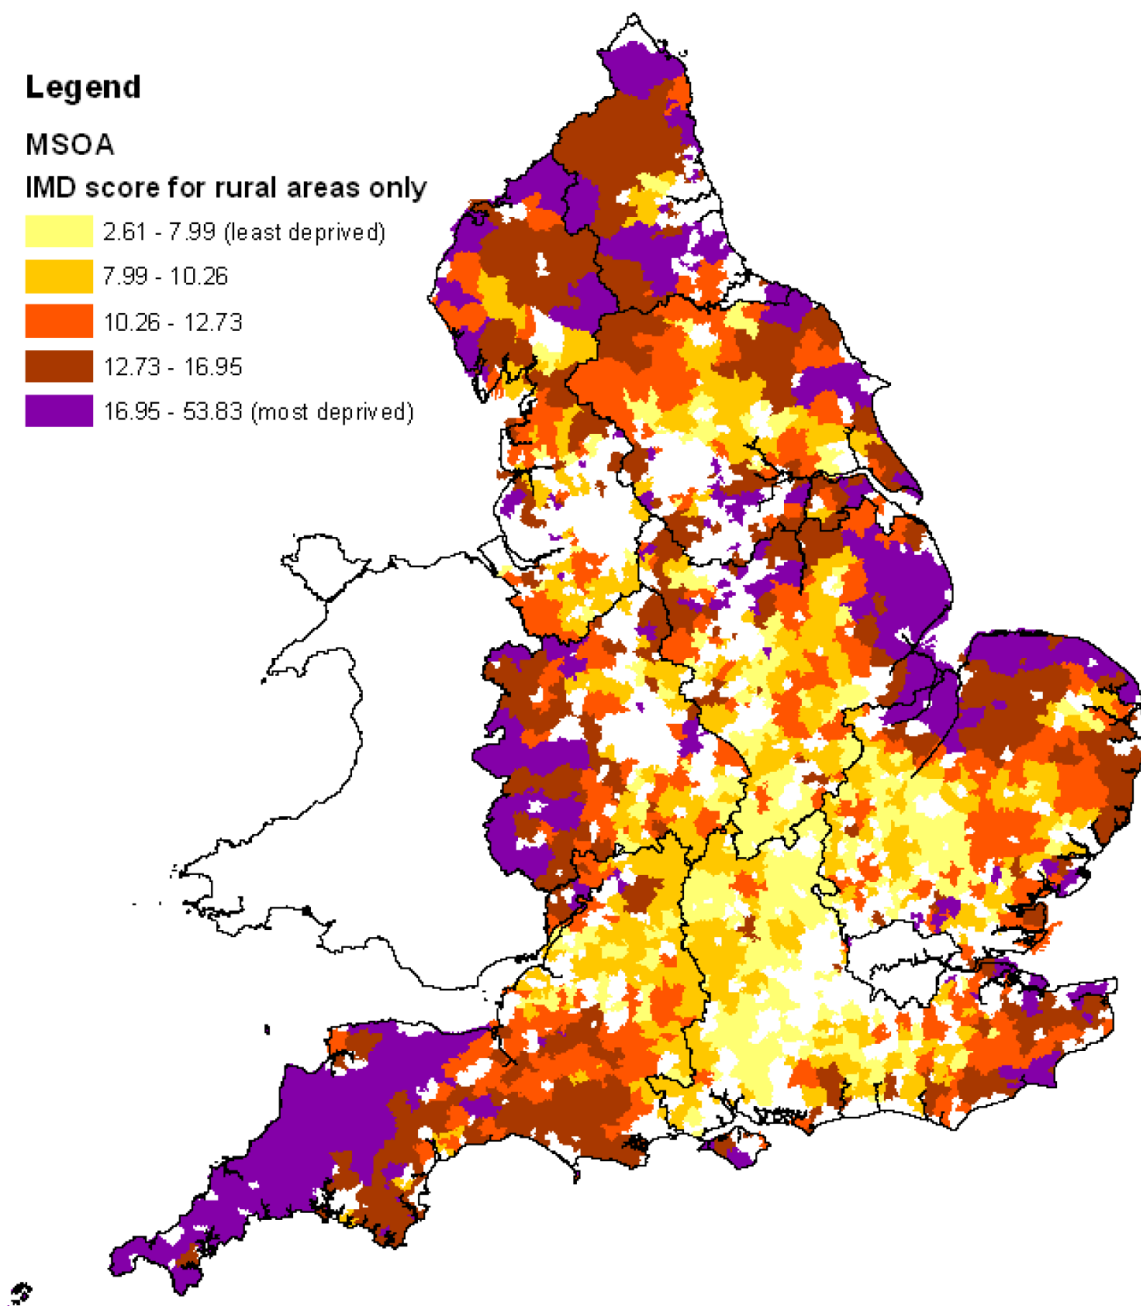 Legend
MSOA
IMD score for rural areas only
2.61 - 7.99 (least deprived)
7.99 - 10.26
10.26 - 12.73
12.73 - 16.95
16.95 - 53.83 (most deprived)